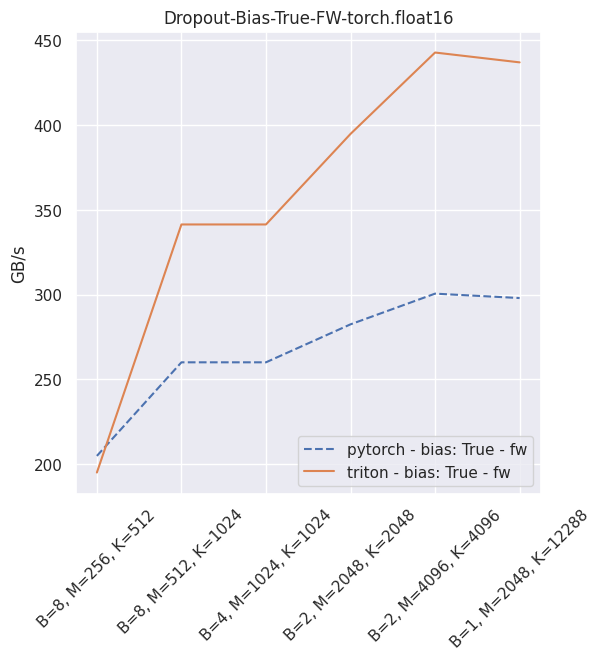 Dropout-Bias-True-FW-torch.float16
GB/s
450
400
350
300
250
200
pytorch - bias: True - fw
triton - bias: True - fw
B=8, M=256, K=512
B=8, M=512, K=1024
B=4, M=1024, K=1024
B=2, M=2048, K=2048
B=2, M=4096, K=4096
B=1, M=2048, K=12288